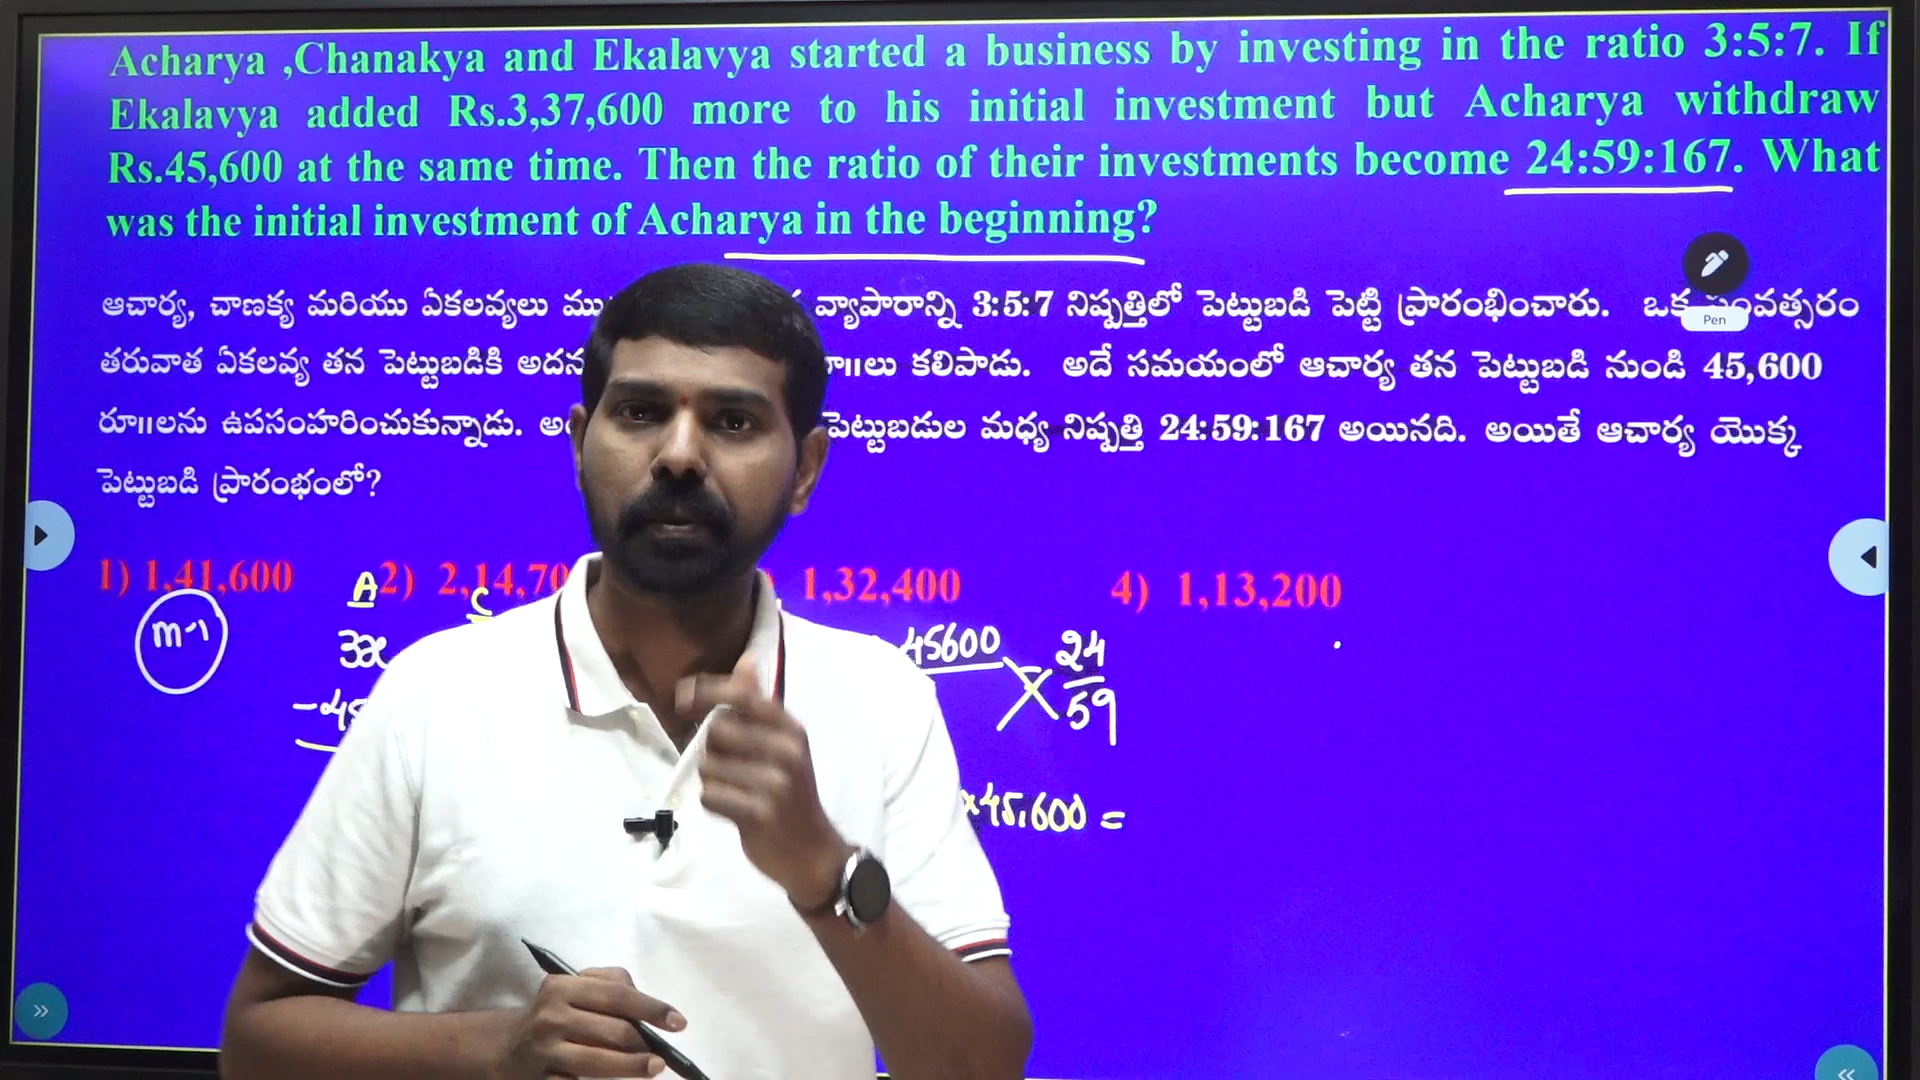 Acharya ,Chanakya and Ekalavya started a business by investing in the ratio 3:5:7. If
Ekalavya added Rs.3,37,600 more to his initial investment but Acharya withdraw
Rs.45,600 at the same time. Then the ratio of their investments become 24:59:167. What
was the initial investment of Acharya in the beginning?
Pen
ఆచార్య, చాణక్య మరియు ఏకలవ్యలు వ్యాపారాన్ని 3:5:7 నిష్పత్తిలో పెట్టుబడి పెట్టి ప్రారంభించారు.
తరువాత ఏకలవ్య తన పెట్టుబడికి కలిపాడు. అదే సమయంలో ఆచార్య తన పెట్టుబడి నుండి 45,600
రూ॥లను ఉపసంహరించుకున్నాడు. పెట్టుబడుల మధ్య నిష్పత్తి 24:59:167 అయినది. అయితే ఆచార్య యొక్క
పెట్టుబడి ప్రారంభంలో?
1) 1,41,600 2) 2,14,70 1,32,400 4) 1,13,200
A C
m-1 3x 45600 24
59
×45,600 =